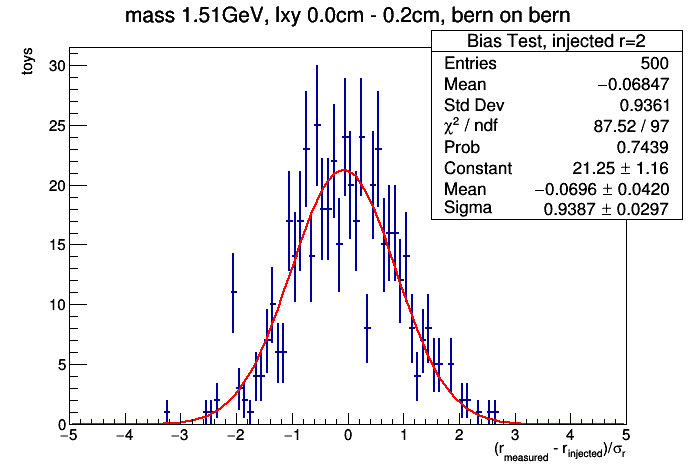 mass 1.51GeV, lxy 0.0cm - 0.2cm, bern on bern
Bias Test, injected r=2
Entries 500
Mean −0.06847
Std Dev 0.9361
χ² / ndf 87.52 / 97
Prob 0.7439
Constant 21.25 ± 1.16
Mean −0.0696 ± 0.0420
Sigma 0.9387 ± 0.0297
toys
30
25
20
15
10
5
0
−5 −4 −3 −2 −1 0 1 2 3 4 5
(r_measured - r_injected)/σ_r